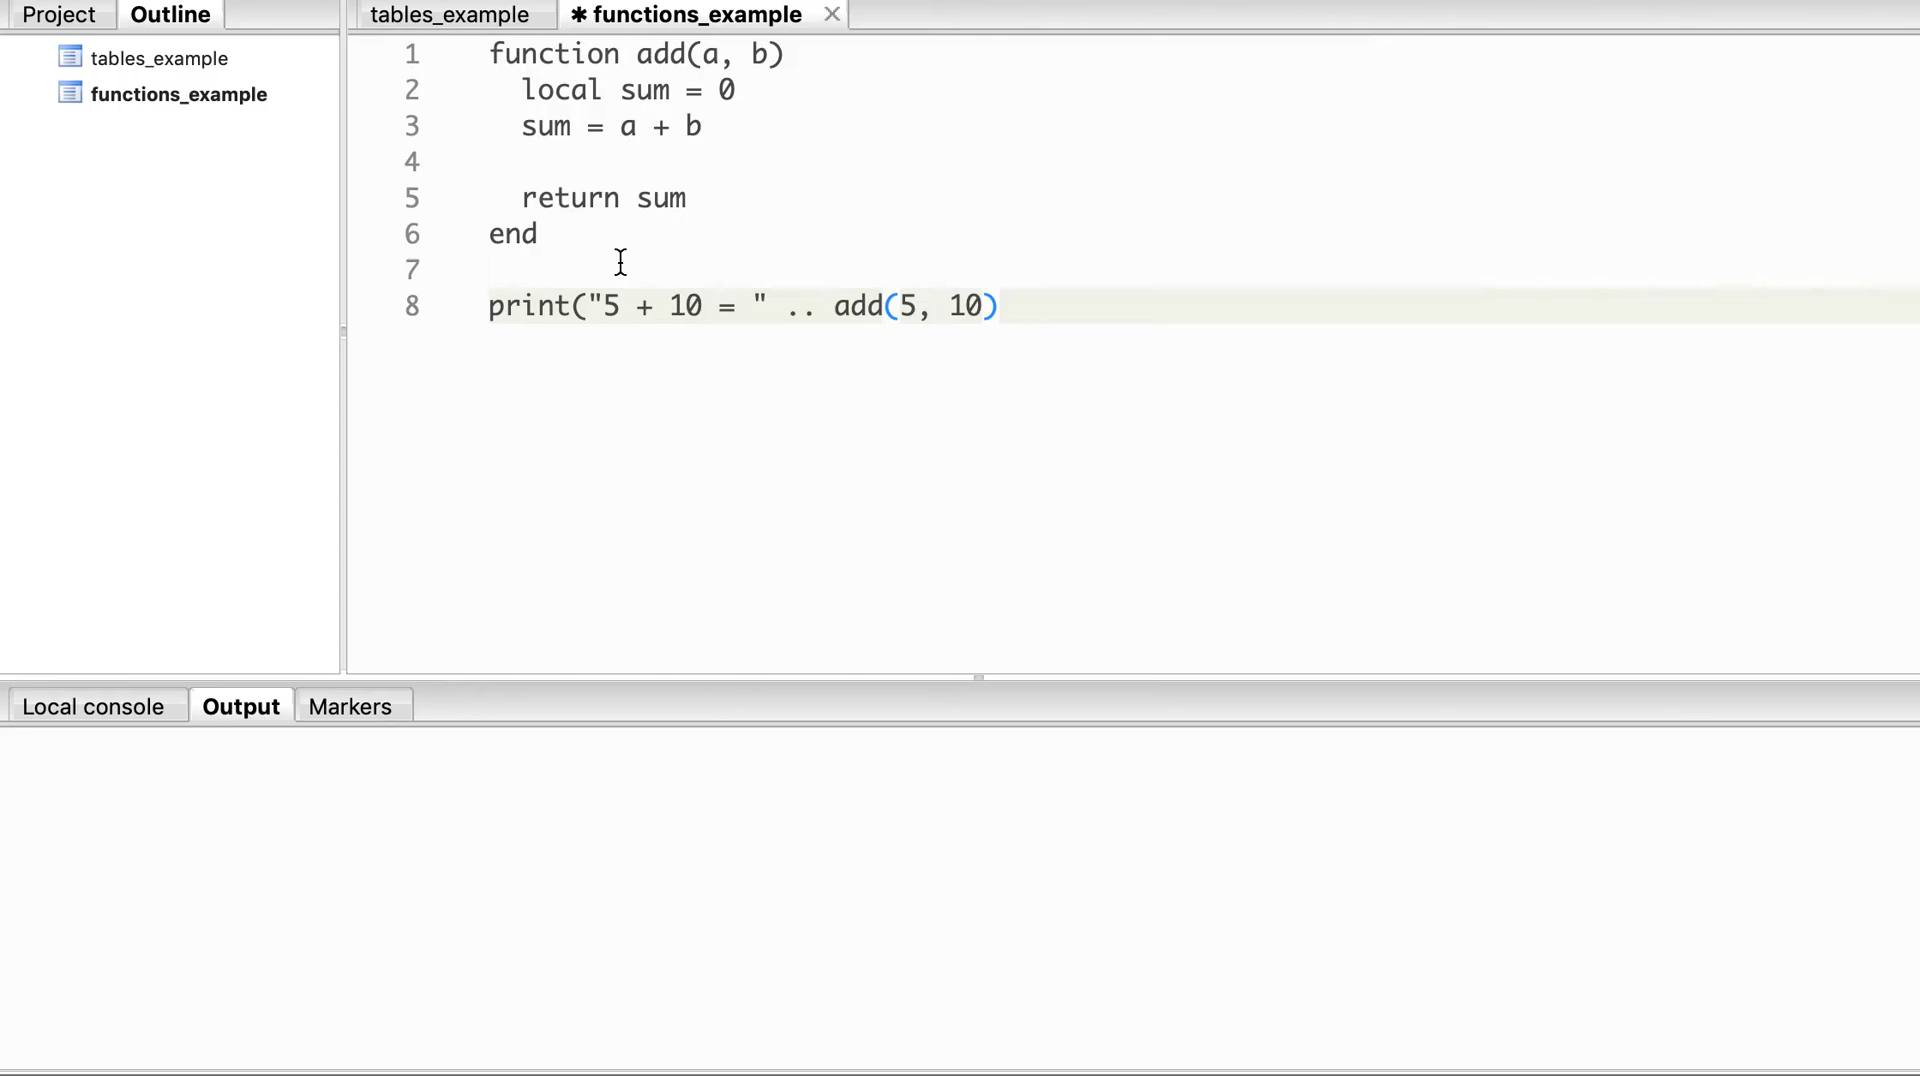 Project Outline
tables_example
functions_example
tables_example ✱ functions_example ×
1 function add(a, b)
2   local sum = 0
3   sum = a + b
4
5   return sum
6 end
7
8 print("5 + 10 = " .. add(5, 10)
Local console Output Markers